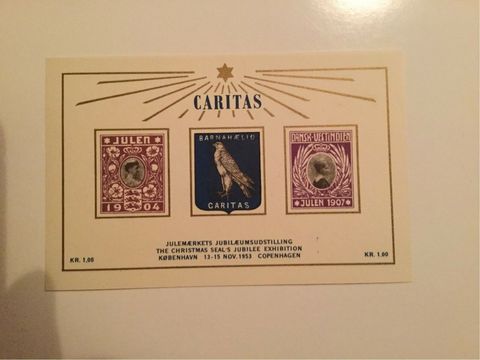 CARITAS
JULEN
1904
BARNAHÆLIÐ
CARITAS
DANSK-VESTINDIEN
JULEN 1907
JULEMÆRKETS JUBILÆUMSUDSTILLING
THE CHRISTMAS SEAL'S JUBILEE EXHIBITION
KØBENHAVN 13-15 NOV. 1953 COPENHAGEN
KR. 1,00
KR. 1,00